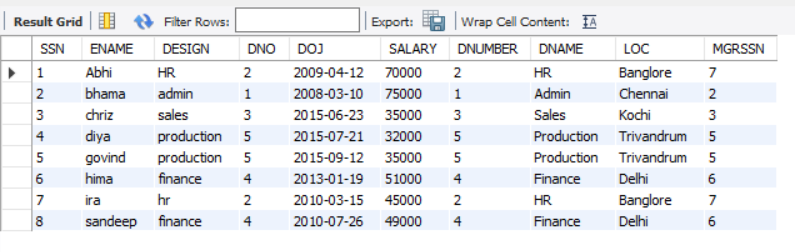 Result Grid Filter Rows: Export: Wrap Cell Content: IA
SSN ENAME DESIGN DNO DOJ SALARY DNUMBER DNAME LOC MGRSSN
1 Abhi HR 2 2009-04-12 70000 2 HR Banglore 7
2 bhama admin 1 2008-03-10 75000 1 Admin Chennai 2
3 chriz sales 3 2015-06-23 35000 3 Sales Kochi 3
4 diya production 5 2015-07-21 32000 5 Production Trivandrum 5
5 govind production 5 2015-09-12 35000 5 Production Trivandrum 5
6 hima finance 4 2013-01-19 51000 4 Finance Delhi 6
7 ira hr 2 2010-03-15 45000 2 HR Banglore 7
8 sandeep finance 4 2010-07-26 49000 4 Finance Delhi 6